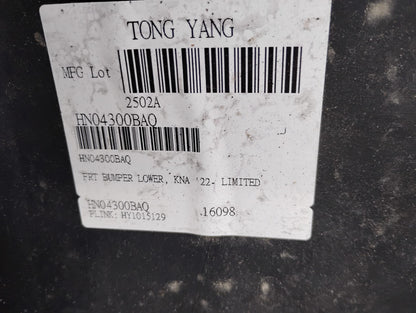 TONG YANG
MFG Lot
2502A
HN04300BAQ
HN04300BAQ
FRT BUMPER LOWER, KNA '22- LIMITED
HN04300BAQ 16098
PLINK: HY1015129